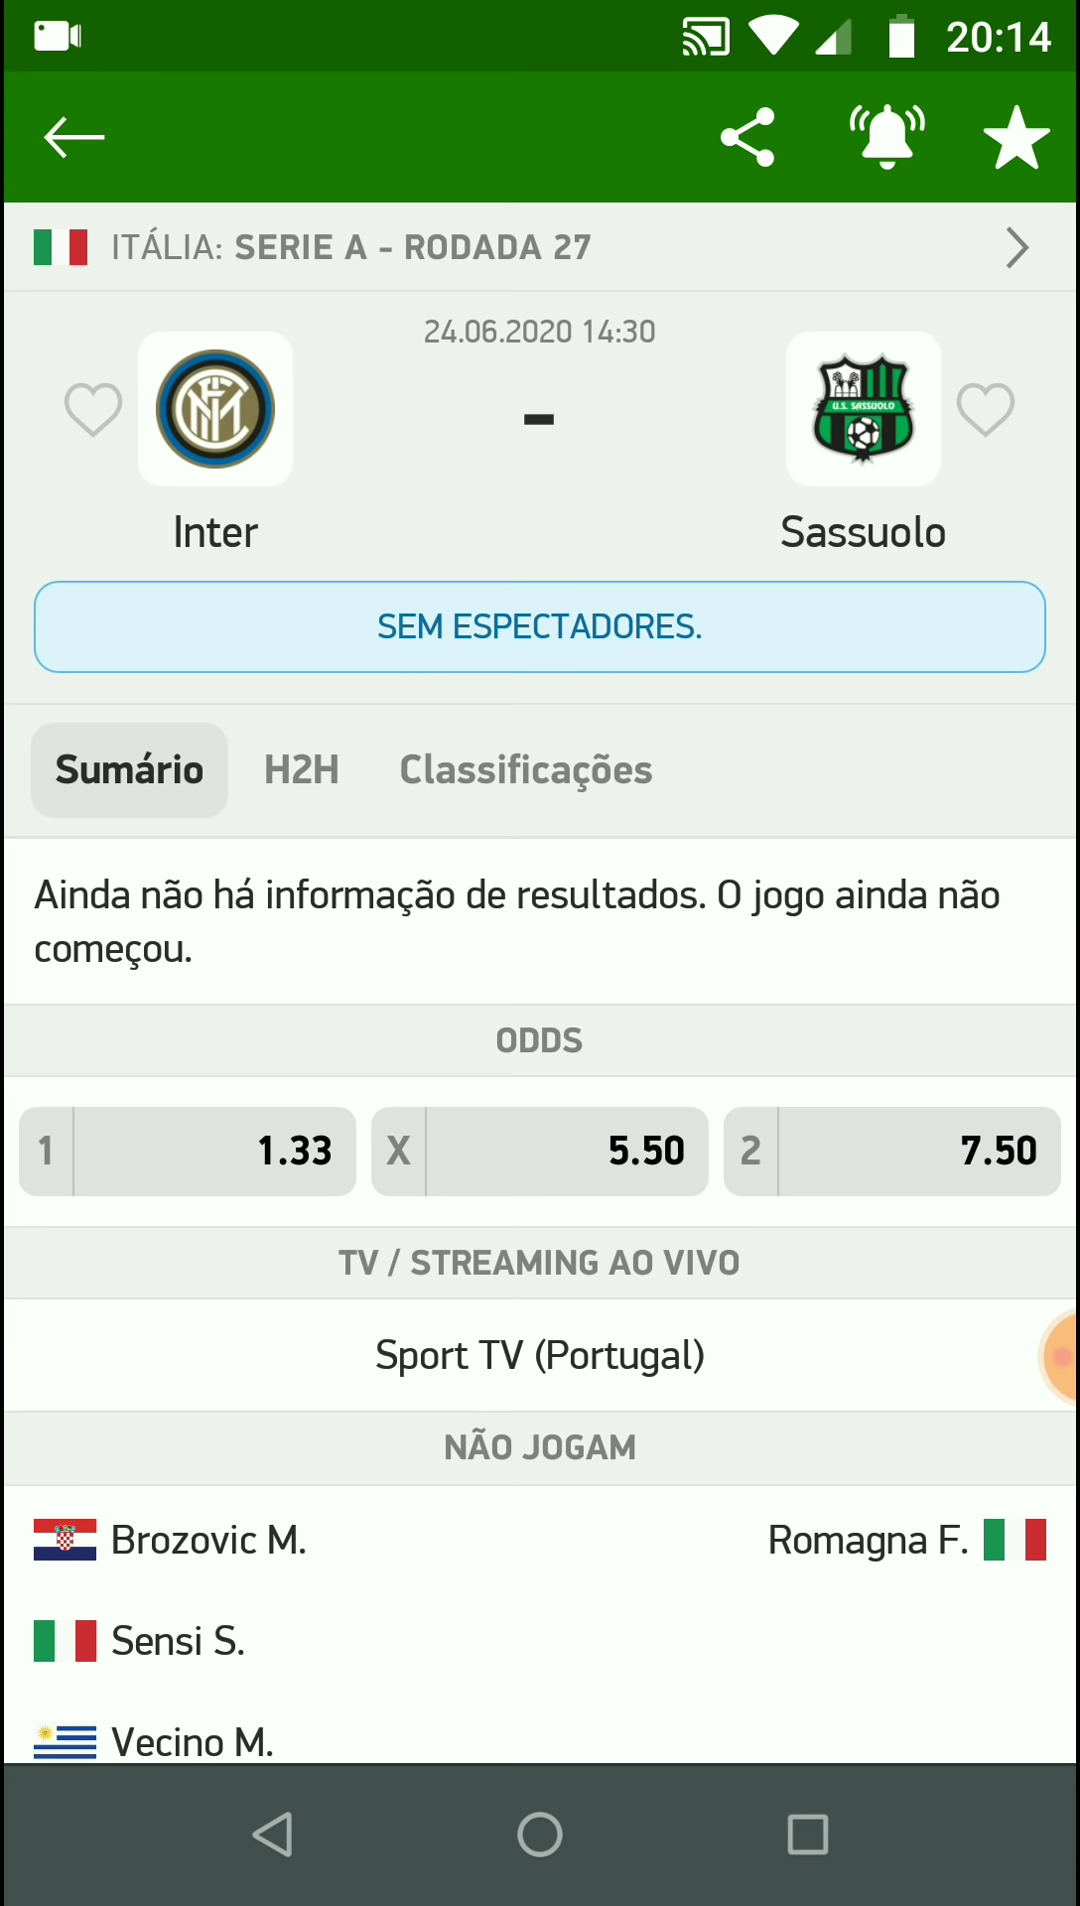 20:14
ITÁLIA: SERIE A - RODADA 27
24.06.2020 14:30
-
U.S. SASSUOLO
Inter
Sassuolo
SEM ESPECTADORES.
Sumário H2H Classificações
Ainda não há informação de resultados. O jogo ainda não
começou.
ODDS
1 1.33 X 5.50 2 7.50
TV / STREAMING AO VIVO
Sport TV (Portugal)
NÃO JOGAM
Brozovic M. Romagna F.
Sensi S.
Vecino M.